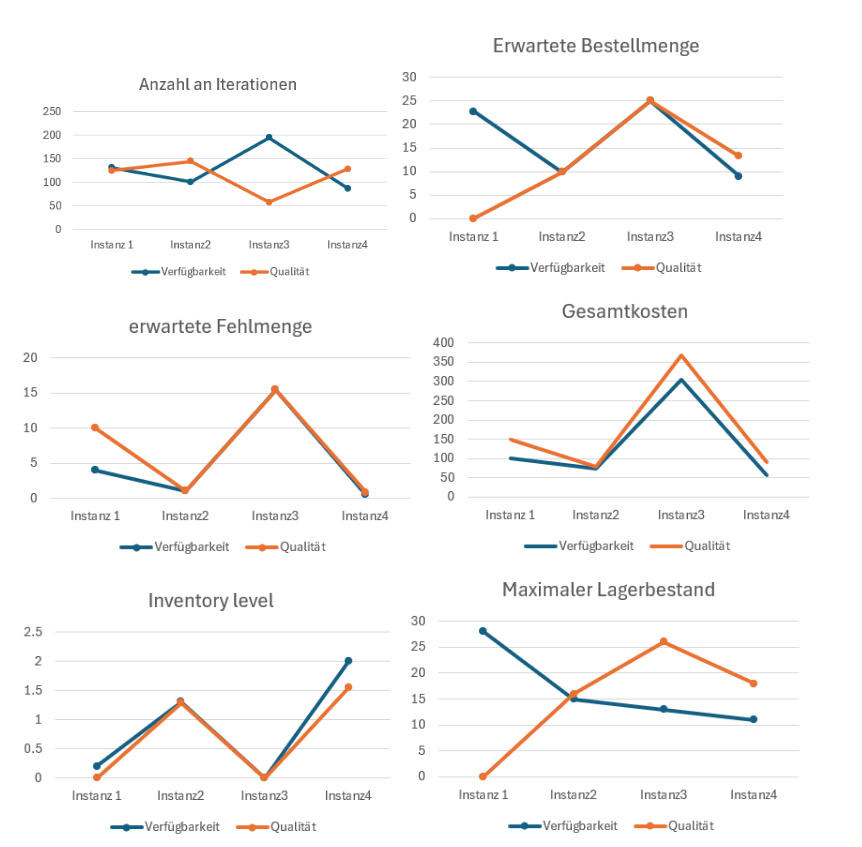 Anzahl an Iterationen
250
200
150
100
50
0
Instanz 1 Instanz2 Instanz3 Instanz4
Verfügbarkeit Qualität
Erwartete Bestellmenge
30
25
20
15
10
5
0
Instanz 1 Instanz2 Instanz3 Instanz4
Verfügbarkeit Qualität
erwartete Fehlmenge
20
15
10
5
0
Instanz 1 Instanz2 Instanz3 Instanz4
Verfügbarkeit Qualität
Gesamtkosten
400
350
300
250
200
150
100
50
0
Instanz 1 Instanz2 Instanz3 Instanz4
Verfügbarkeit Qualität
Inventory level
2.5
2
1.5
1
0.5
0
Instanz 1 Instanz2 Instanz3 Instanz4
Verfügbarkeit Qualität
Maximaler Lagerbestand
30
25
20
15
10
5
0
Instanz 1 Instanz2 Instanz3 Instanz4
Verfügbarkeit Qualität